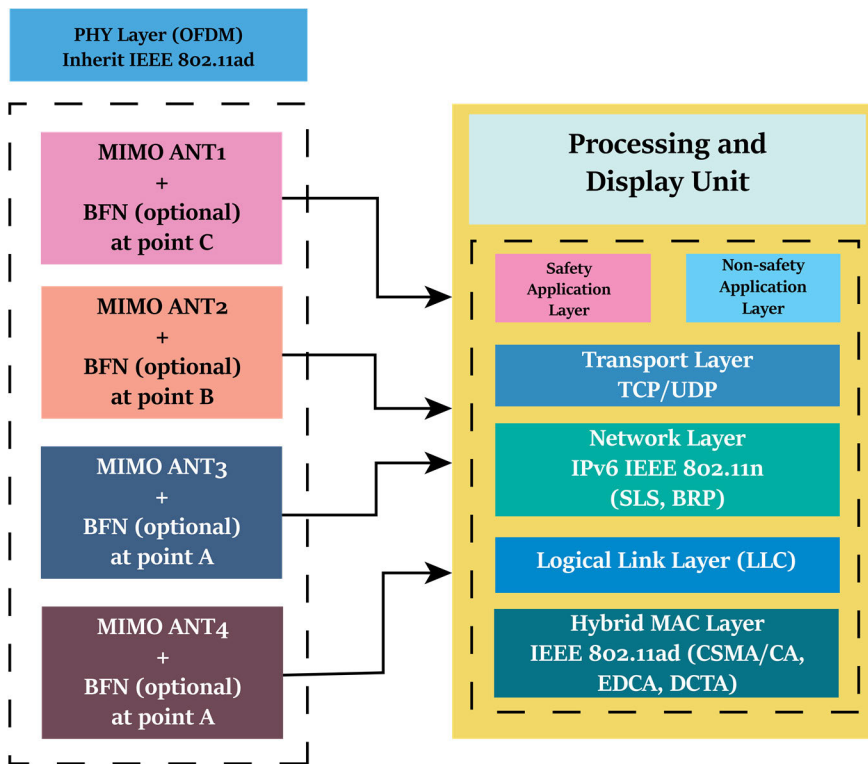 PHY Layer (OFDM)
Inherit IEEE 802.11ad
MIMO ANT1
+
BFN (optional)
at point C
MIMO ANT2
+
BFN (optional)
at point B
MIMO ANT3
+
BFN (optional)
at point A
MIMO ANT4
+
BFN (optional)
at point A
Processing and
Display Unit
Safety
Application
Layer
Non-safety
Application
Layer
Transport Layer
TCP/UDP
Network Layer
IPv6 IEEE 802.11n
(SLS, BRP)
Logical Link Layer (LLC)
Hybrid MAC Layer
IEEE 802.11ad (CSMA/CA,
EDCA, DCTA)